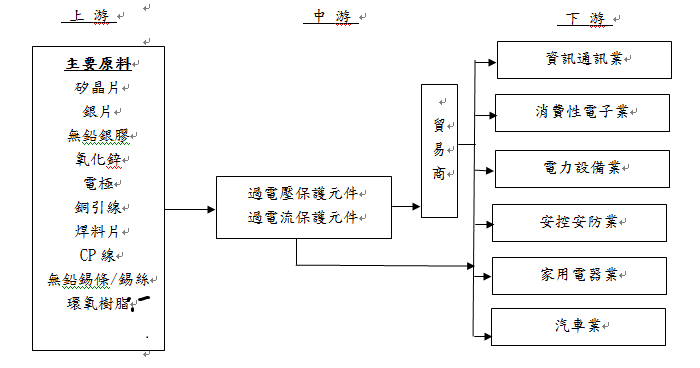 上 游
中 游
下 游
主要原料
矽晶片
銀片
無鉛銀膠
氧化鋅
電極
銅引線
焊料片
CP線
無鉛錫條/錫絲
環氧樹脂
過電壓保護元件
過電流保護元件
貿
易
商
資訊通訊業
消費性電子業
電力設備業
安控安防業
家用電器業
汽車業